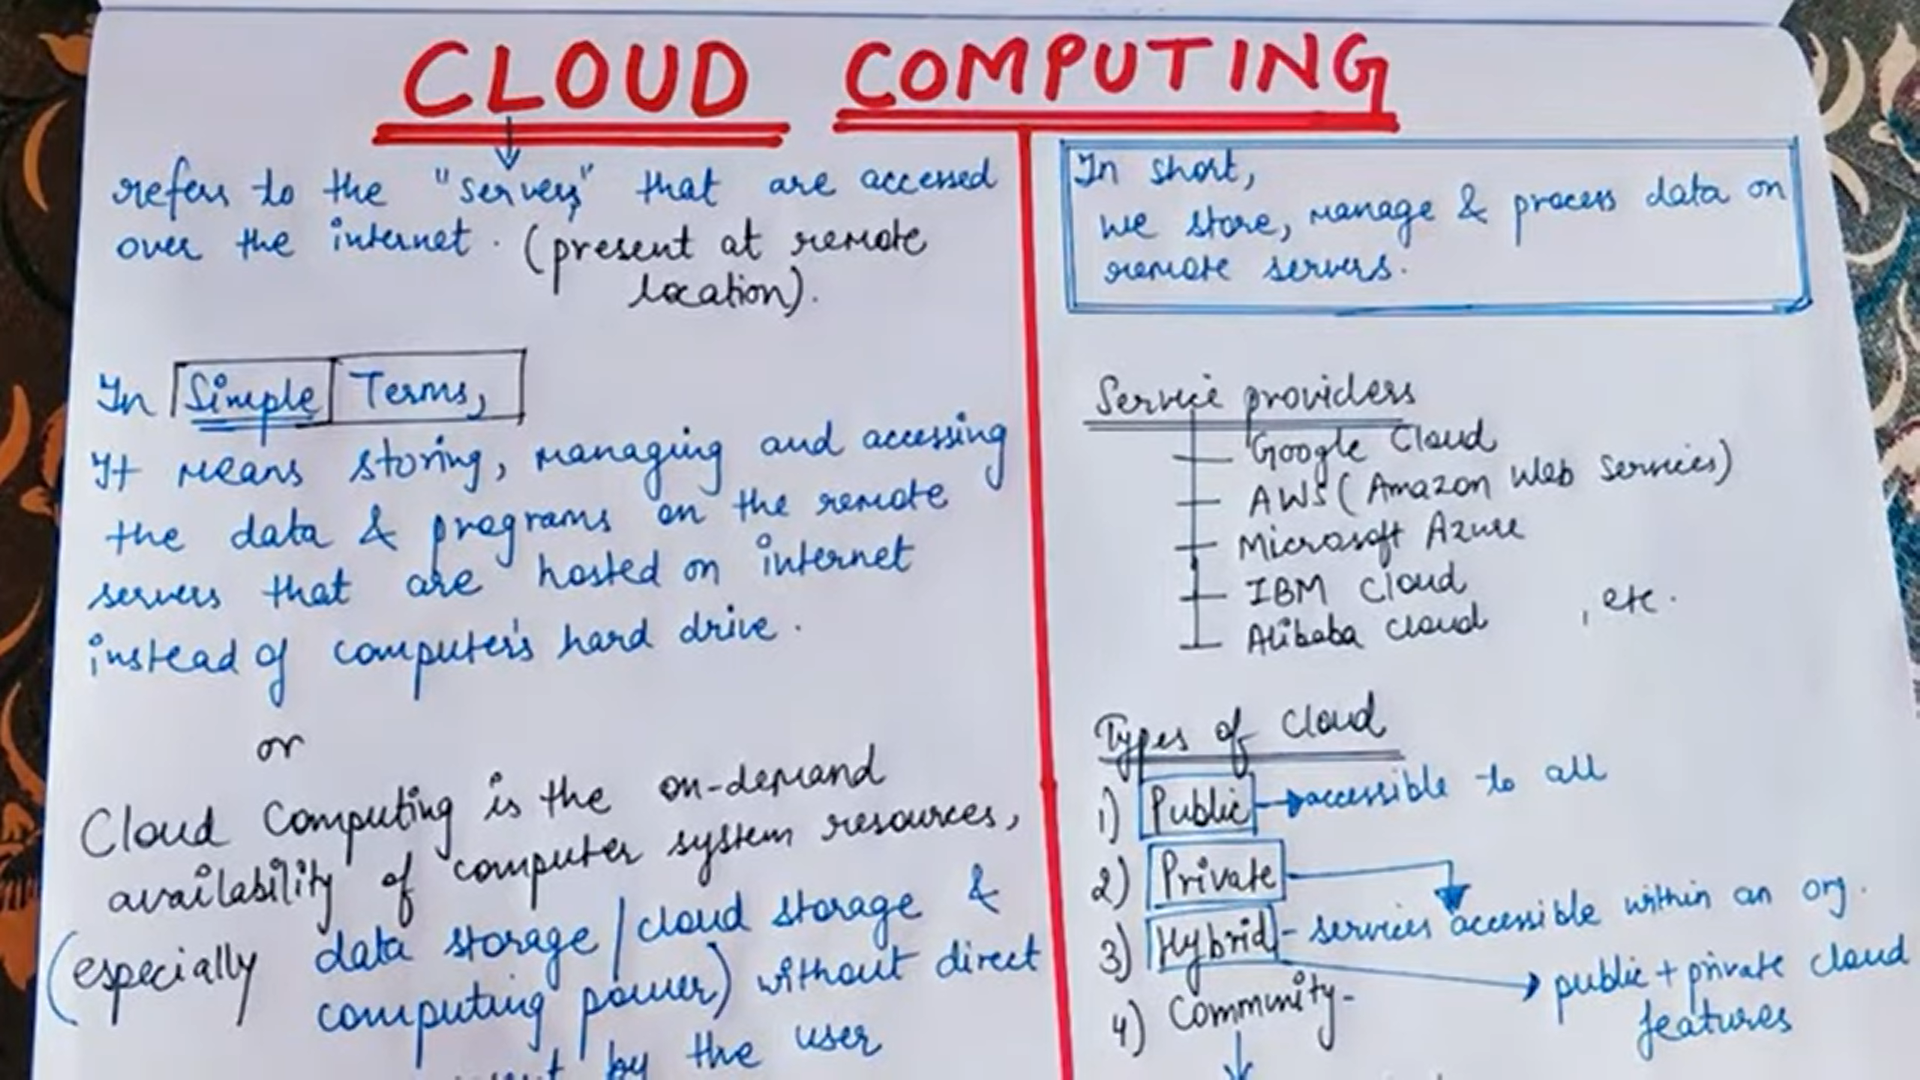 CLOUD COMPUTING
refers to the "servers" that are accessed
over the internet. (present at remote
location).
In Simple Terms,
It means storing, managing and accessing
the data & programs on the remote
servers that are hosted on internet
instead of computer's hard drive.
or
Cloud Computing is the on-demand
availability of computer system resources,
(especially data storage/cloud storage &
computing power) without direct
by the user
In short,
we store, manage & process data on
remote servers.
Service providers
Google Cloud
AWS (Amazon Web Services)
Microsoft Azure
IBM Cloud
Alibaba cloud , etc.
Types of Cloud
1) Public → accessible to all
2) Private
3) Hybrid - services accessible within an org.
public + private cloud
features
4) Community -